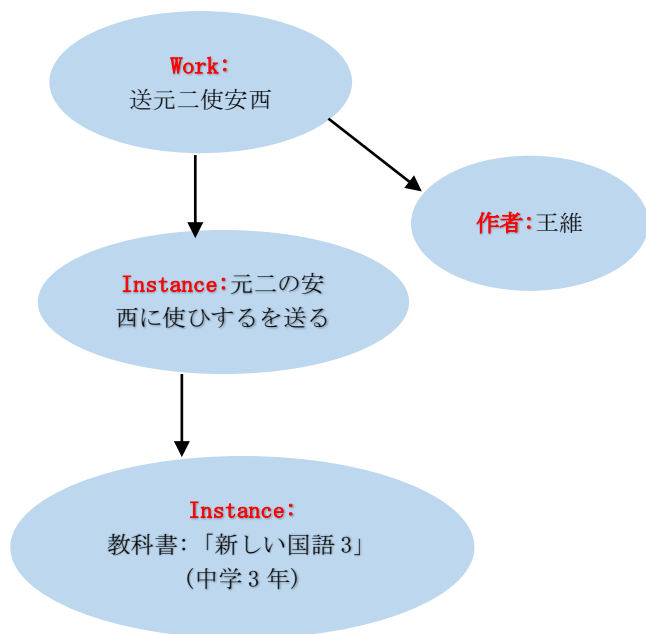 Work:
送元二使安西
作者:王維
Instance:元二の安
西に使ひするを送る
Instance:
教科書:「新しい国語3」
(中学3年)